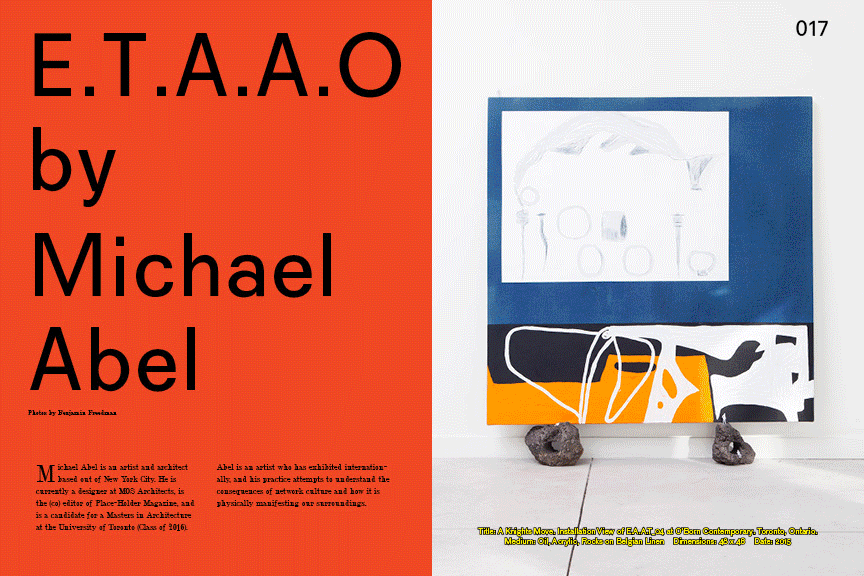 E.T.A.A.O
by
Michael
Abel
Photos by Benjamin Freedman
Michael Abel is an artist and architect
based out of New York City. He is
currently a designer at MOS Architects, is
the (co) editor of Place-Holder Magazine, and
is a candidate for a Masters in Architecture
at the University of Toronto (Class of 2016).
Abel is an artist who has exhibited internation-
ally, and his practice attempts to understand the
consequences of network culture and how it is
physically manifesting our surroundings.
017
Title: A Knights Move. Installation View of E.A.A.T_04 at O'Born Contemporary. Toronto, Ontario.
Medium: Oil, Acrylic, Rocks on Belgian Linen Dimensions: 48x48 Date: 2015